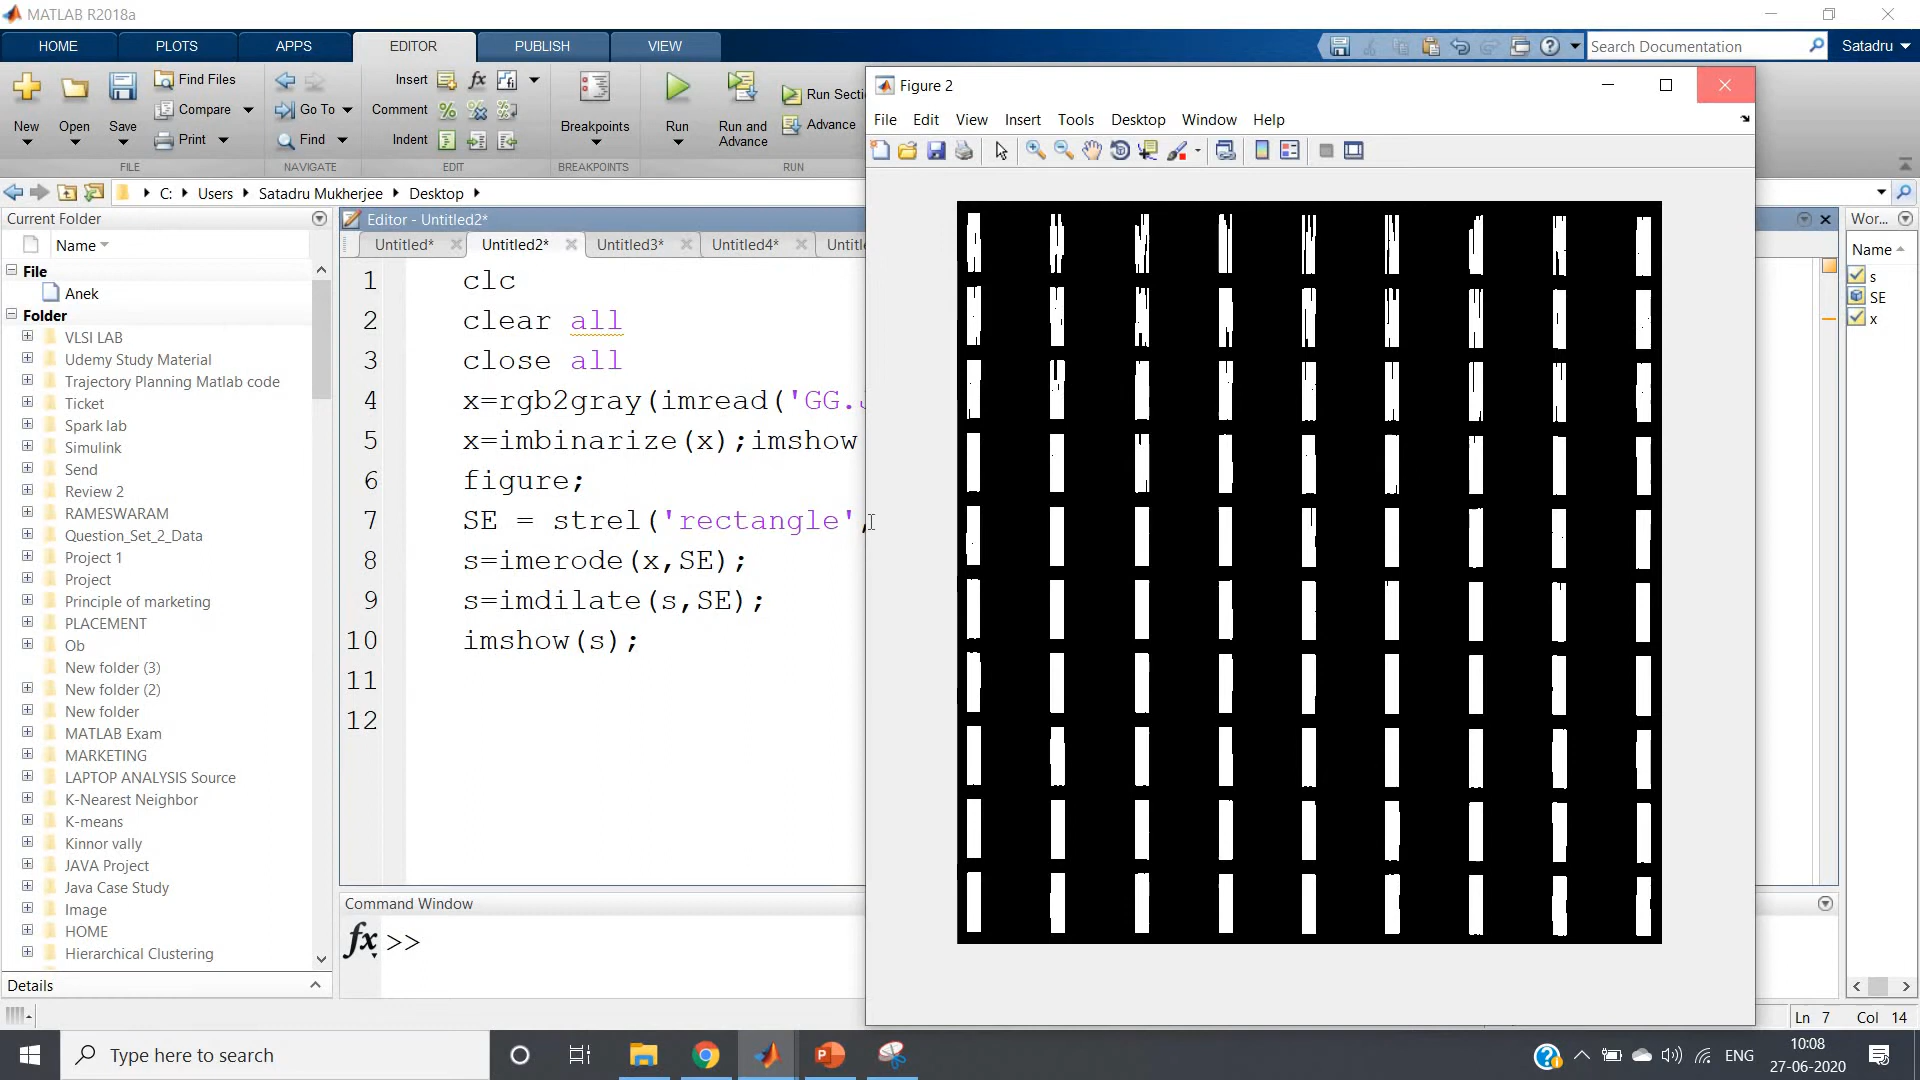 MATLAB R2018a
HOME PLOTS APPS EDITOR PUBLISH VIEW
Search Documentation
Satadru
New
Open
Save
Find Files
Compare
Print
Go To
Find
Insert
Comment
Indent
Breakpoints
Run
Run and Advance
Run Secti
Advance
FILE NAVIGATE EDIT BREAKPOINTS RUN
C: Users Satadru Mukherjee Desktop
Current Folder
Name
File
Anek
Folder
VLSI LAB
Udemy Study Material
Trajectory Planning Matlab code
Ticket
Spark lab
Simulink
Send
Review 2
RAMESWARAM
Question_Set_2_Data
Project 1
Project
Principle of marketing
PLACEMENT
Ob
New folder (3)
New folder (2)
New folder
MATLAB Exam
MARKETING
LAPTOP ANALYSIS Source
K-Nearest Neighbor
K-means
Kinnor vally
JAVA Project
Java Case Study
Image
HOME
Hierarchical Clustering
Details
Editor - Untitled2*
Untitled* Untitled2* Untitled3* Untitled4* Untitle
1 clc
2 clear all
3 close all
4 x=rgb2gray(imread('GG.
5 x=imbinarize(x);imshow
6 figure;
7 SE = strel('rectangle',
8 s=imerode(x,SE);
9 s=imdilate(s,SE);
10 imshow(s);
11
12
Command Window
fx >>
Figure 2
File Edit View Insert Tools Desktop Window Help
Wor...
Name
s
SE
x
Ln 7 Col 14
Type here to search
ENG
10:08
27-06-2020